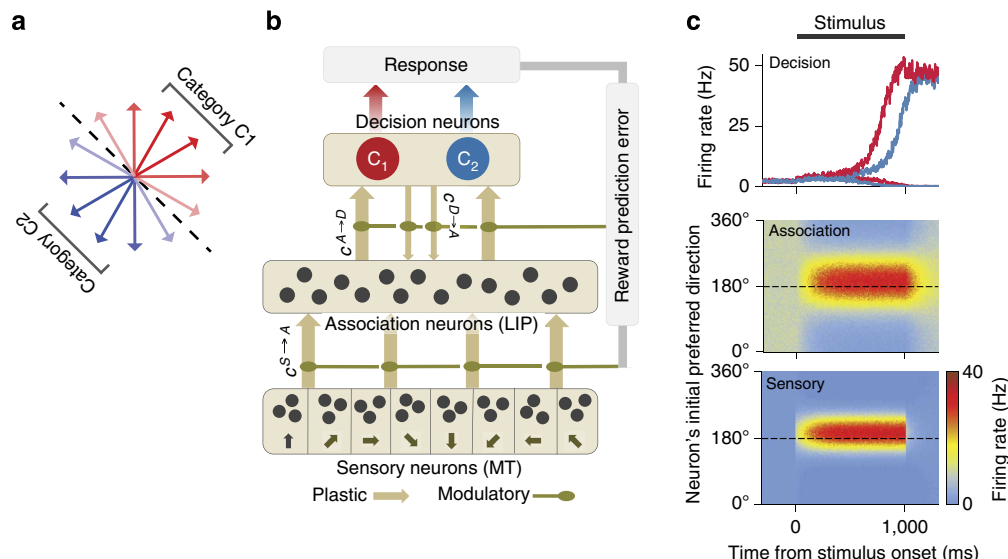 a
Category C1
Category C2
b
Response
Decision neurons
C1
C2
C A→D
C D→A
Reward prediction error
Association neurons (LIP)
C S→A
Sensory neurons (MT)
Plastic
Modulatory
c
Stimulus
Decision
Firing rate (Hz)
50
25
0
Neuron's initial preferred direction
360°
Association
180°
0°
360°
Sensory
180°
0°
40
0
Firing rate (Hz)
0
1,000
Time from stimulus onset (ms)